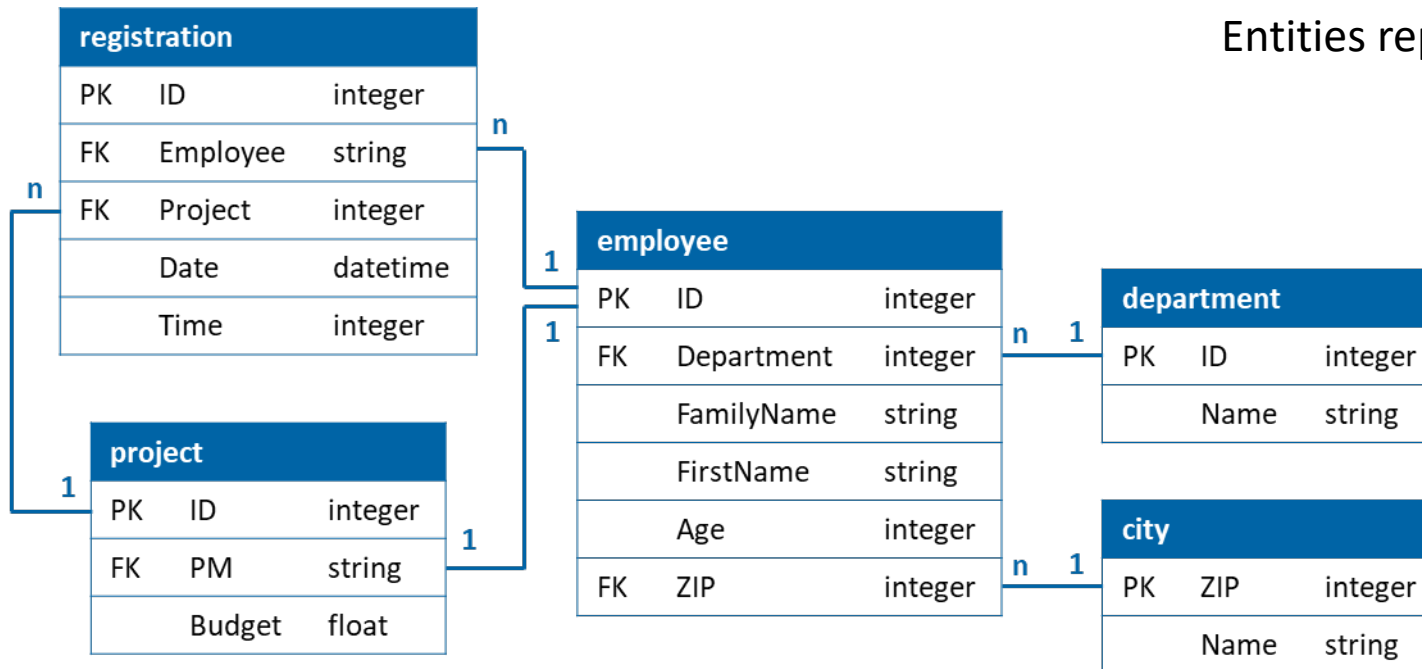 Entities rep
registration
PK ID integer
FK Employee string
FK Project integer
Date datetime
Time integer
n
n
1
1
1
1
employee
PK ID integer
FK Department integer
FamilyName string
FirstName string
Age integer
FK ZIP integer
project
PK ID integer
FK PM string
Budget float
n 1
n 1
department
PK ID integer
Name string
city
PK ZIP integer
Name string